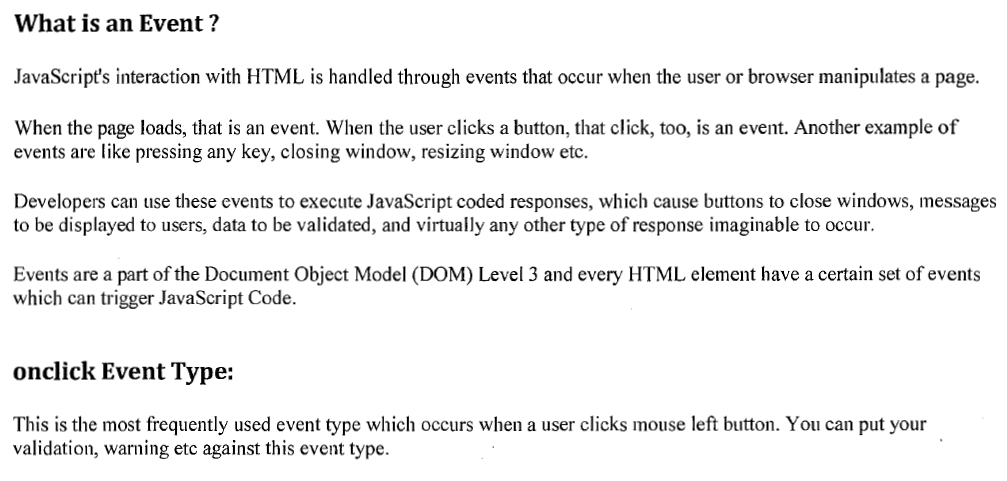 What is an Event ?
JavaScript's interaction with HTML is handled through events that occur when the user or browser manipulates a page.
When the page loads, that is an event. When the user clicks a button, that click, too, is an event. Another example of
events are like pressing any key, closing window, resizing window etc.
Developers can use these events to execute JavaScript coded responses, which cause buttons to close windows, messages
to be displayed to users, data to be validated, and virtually any other type of response imaginable to occur.
Events are a part of the Document Object Model (DOM) Level 3 and every HTML element have a certain set of events
which can trigger JavaScript Code.
onclick Event Type:
This is the most frequently used event type which occurs when a user clicks mouse left button. You can put your
validation, warning etc against this event type.